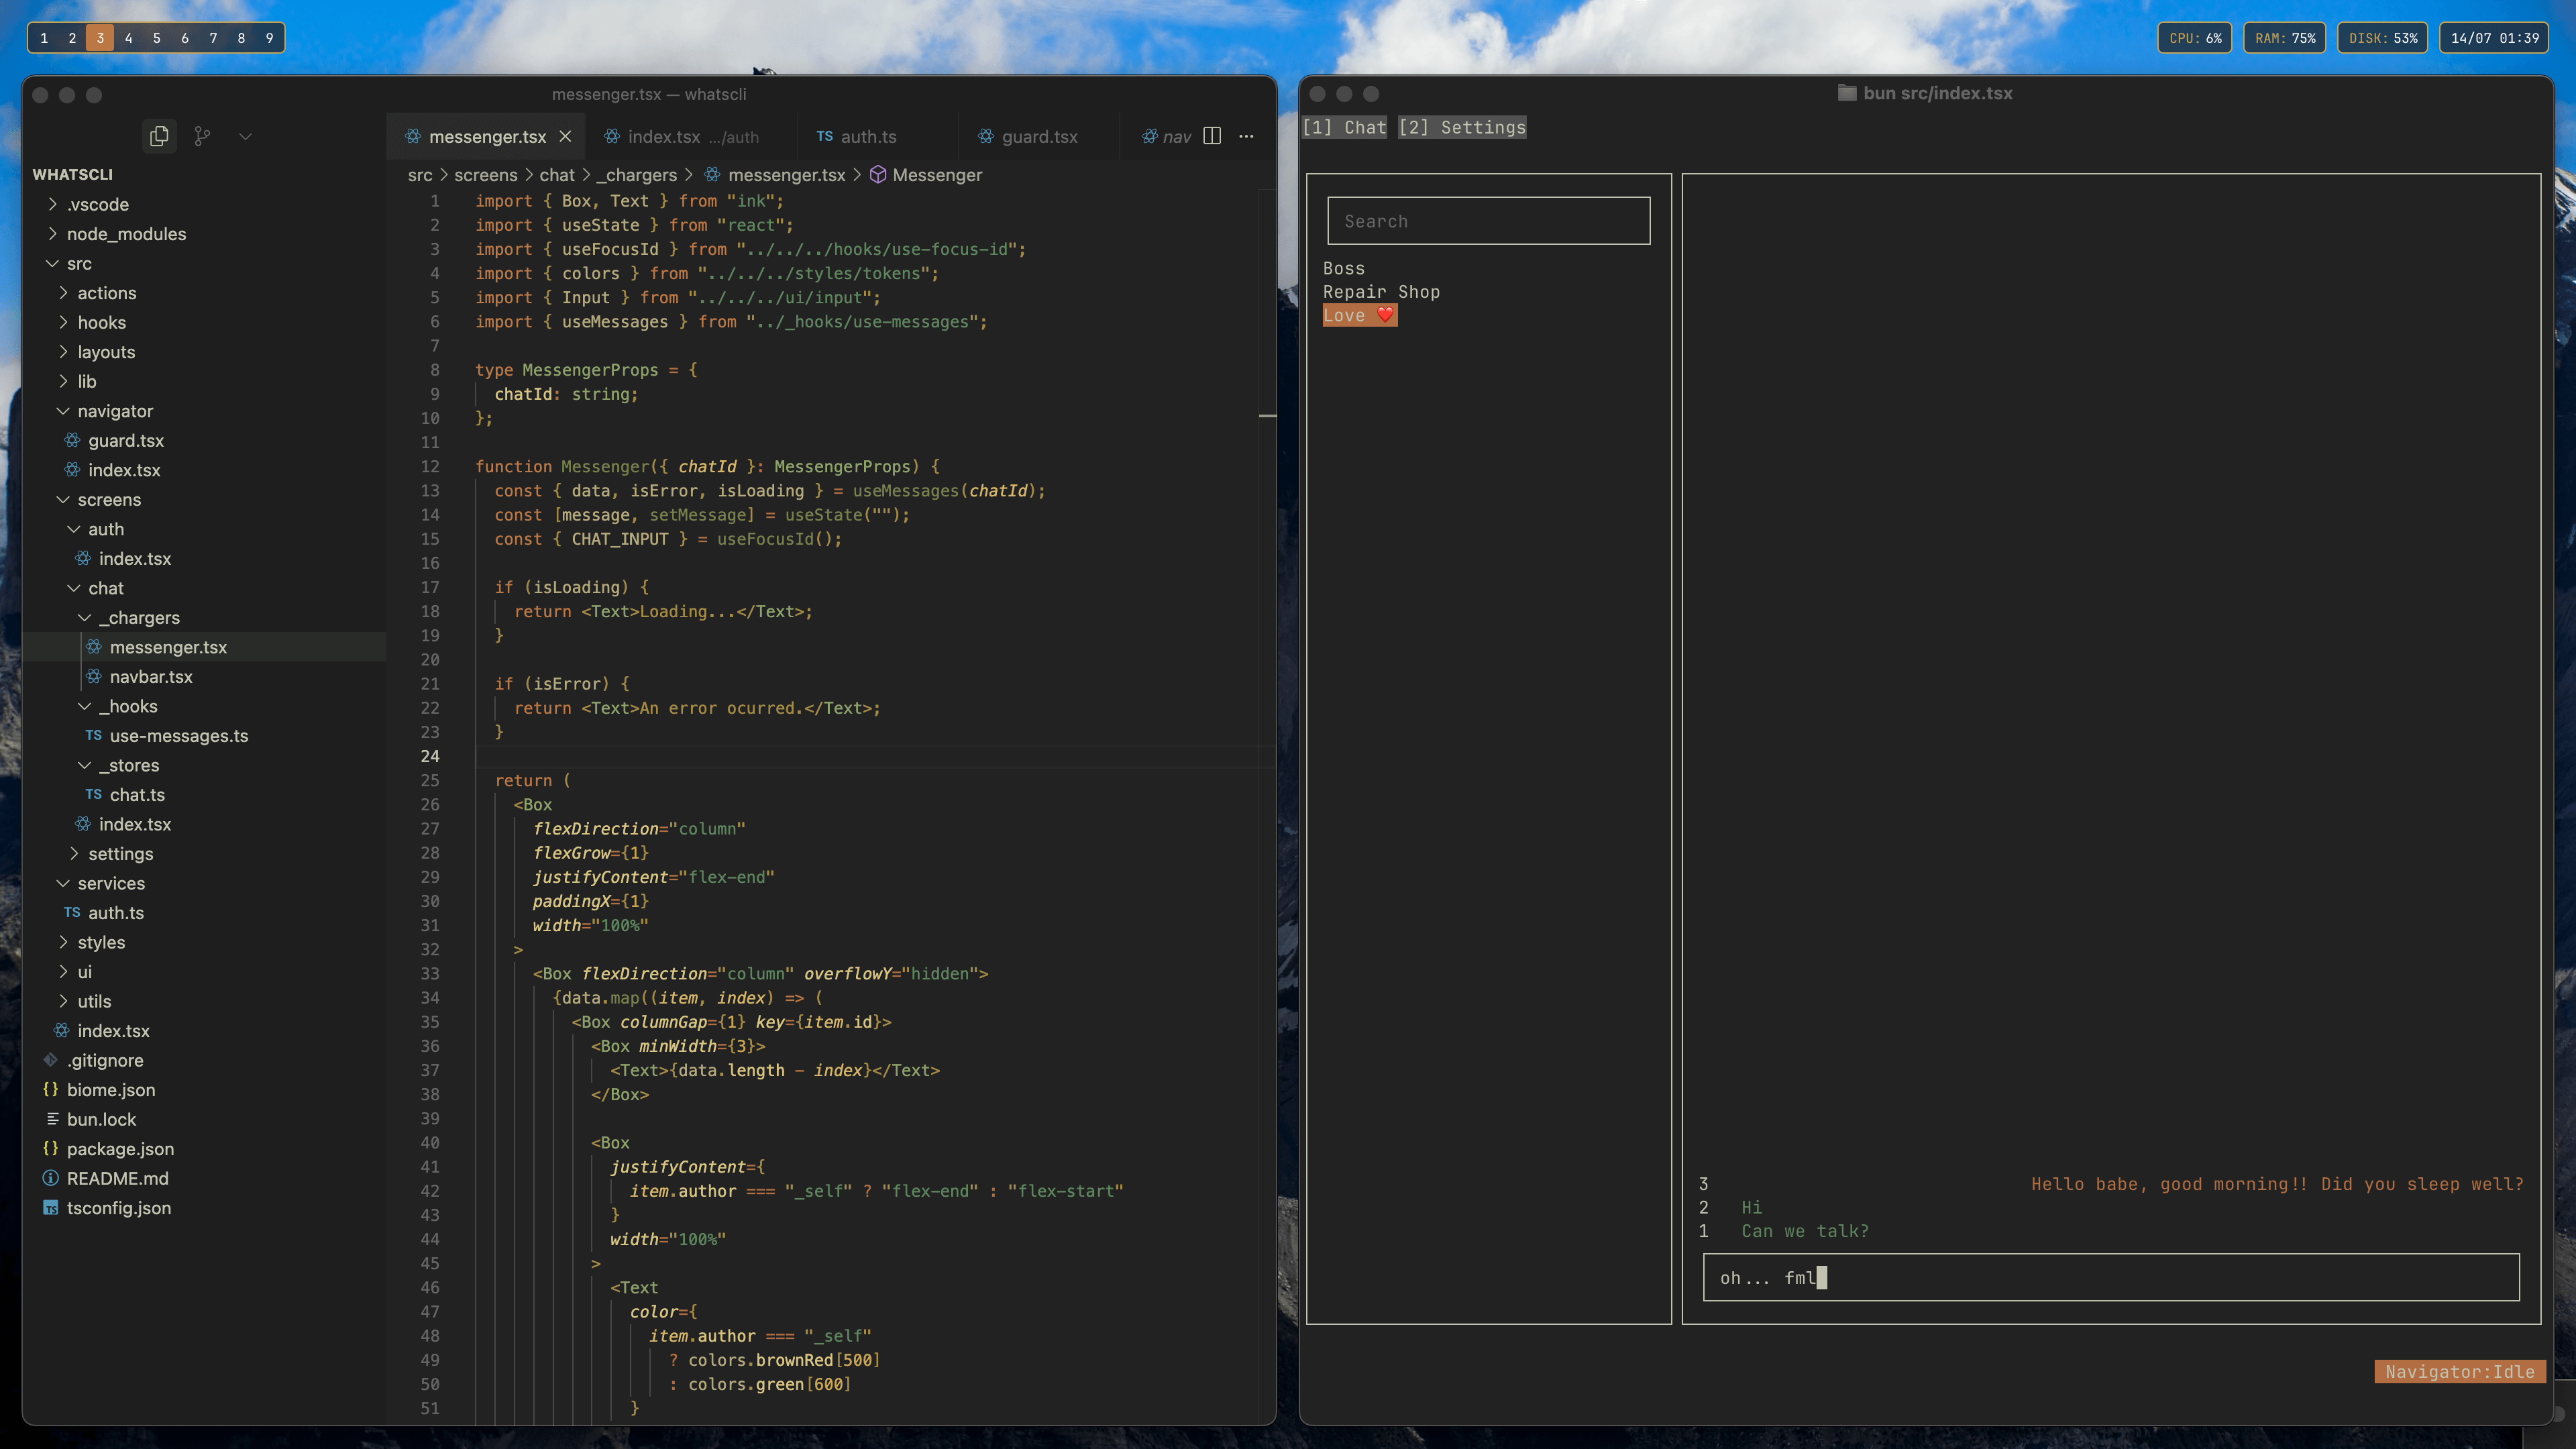 1 2 3 4 5 6 7 8 9
CPU: 6% RAM: 75% DISK: 53% 14/07 01:39
messenger.tsx — whatscli
messenger.tsx index.tsx .../auth TS auth.ts guard.tsx nav
WHATSCLI
.vscode
node_modules
src
actions
hooks
layouts
lib
navigator
guard.tsx
index.tsx
screens
auth
index.tsx
chat
_chargers
messenger.tsx
navbar.tsx
_hooks
TS use-messages.ts
_stores
TS chat.ts
index.tsx
settings
services
TS auth.ts
styles
ui
utils
index.tsx
.gitignore
{} biome.json
bun.lock
{} package.json
README.md
TS tsconfig.json
src > screens > chat > _chargers > messenger.tsx > Messenger
1 import { Box, Text } from "ink";
2 import { useState } from "react";
3 import { useFocusId } from "../../../hooks/use-focus-id";
4 import { colors } from "../../../styles/tokens";
5 import { Input } from "../../../ui/input";
6 import { useMessages } from "../_hooks/use-messages";
7
8 type MessengerProps = {
9 chatId: string;
10 };
11
12 function Messenger({ chatId }: MessengerProps) {
13 const { data, isError, isLoading } = useMessages(chatId);
14 const [message, setMessage] = useState("");
15 const { CHAT_INPUT } = useFocusId();
16
17 if (isLoading) {
18 return <Text>Loading...</Text>;
19 }
20
21 if (isError) {
22 return <Text>An error ocurred.</Text>;
23 }
24
25 return (
26 <Box
27 flexDirection="column"
28 flexGrow={1}
29 justifyContent="flex-end"
30 paddingX={1}
31 width="100%"
32 >
33 <Box flexDirection="column" overflowY="hidden">
34 {data.map((item, index) => (
35 <Box columnGap={1} key={item.id}>
36 <Box minWidth={3}>
37 <Text>{data.length - index}</Text>
38 </Box>
39
40 <Box
41 justifyContent={
42 item.author === "_self" ? "flex-end" : "flex-start"
43 }
44 width="100%"
45 >
46 <Text
47 color={
48 item.author === "_self"
49 ? colors.brownRed[500]
50 : colors.green[600]
51 }
bun src/index.tsx
[1] Chat [2] Settings
Search
Boss
Repair Shop
Love ❤️
3 Hello babe, good morning!! Did you sleep well?
2 Hi
1 Can we talk?
oh... fml
Navigator:Idle